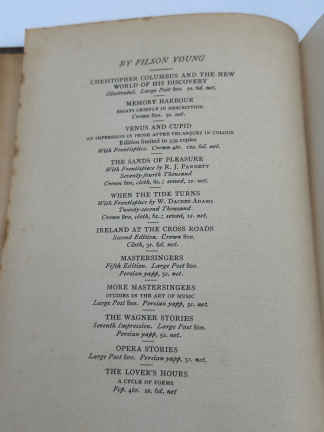 BY FILSON YOUNG
CHRISTOPHER COLUMBUS AND THE NEW
WORLD OF HIS DISCOVERY
Illustrated. Large Post 8vo. 7s. 6d. net.
MEMORY HARBOUR
ESSAYS CHIEFLY IN DESCRIPTION
Crown 8vo. 5s. net.
VENUS AND CUPID
AN IMPRESSION IN PROSE AFTER VELASQUEZ IN COLOUR
Edition limited to 339 copies
With Frontispiece. Crown 4to. 12s. 6d. net.
THE SANDS OF PLEASURE
With Frontispiece by R. J. Pannett
Seventy-fourth Thousand
Crown 8vo, cloth, 6s.; sewed, 1s. net.
WHEN THE TIDE TURNS
With Frontispiece by W. Dacres Adams
Twenty-second Thousand
Crown 8vo, cloth, 6s.; sewed, 1s. net.
IRELAND AT THE CROSS ROADS
Second Edition. Crown 8vo.
Cloth, 3s. 6d. net.
MASTERSINGERS
Fifth Edition. Large Post 8vo.
Persian yapp, 5s. net.
MORE MASTERSINGERS
STUDIES IN THE ART OF MUSIC
Large Post 8vo. Persian yapp, 5s. net.
THE WAGNER STORIES
Seventh Impression. Large Post 8vo.
Persian yapp, 5s. net.
OPERA STORIES
Large Post 8vo. Persian yapp, 5s. net.
THE LOVER'S HOURS
A CYCLE OF POEMS
Fcp. 4to. 2s. 6d. net